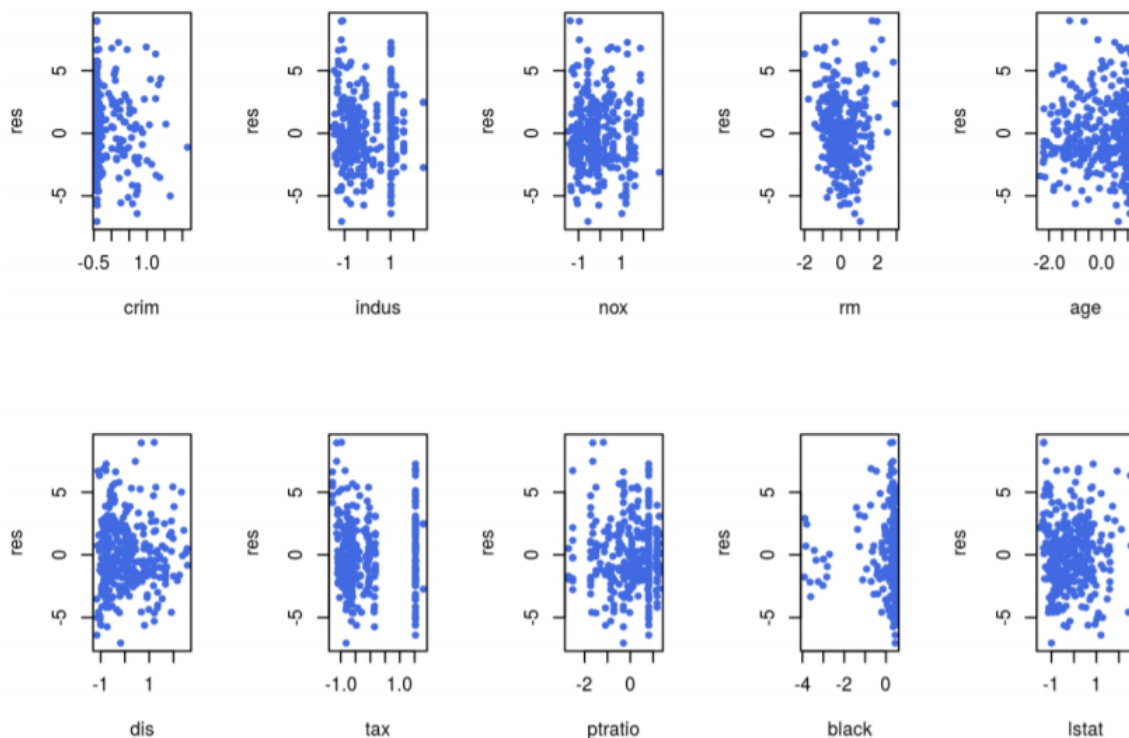 res 5 0 -5 -0.5 1.0 crim
res 5 0 -5 -1 1 indus
res 5 0 -5 -1 1 nox
res 5 0 -5 -2 0 2 rm
res 5 0 -5 -2.0 0.0 age
res 5 0 -5 -1 1 dis
res 5 0 -5 -1.0 1.0 tax
res 5 0 -5 -2 0 ptratio
res 5 0 -5 -4 -2 0 black
res 5 0 -5 -1 1 lstat